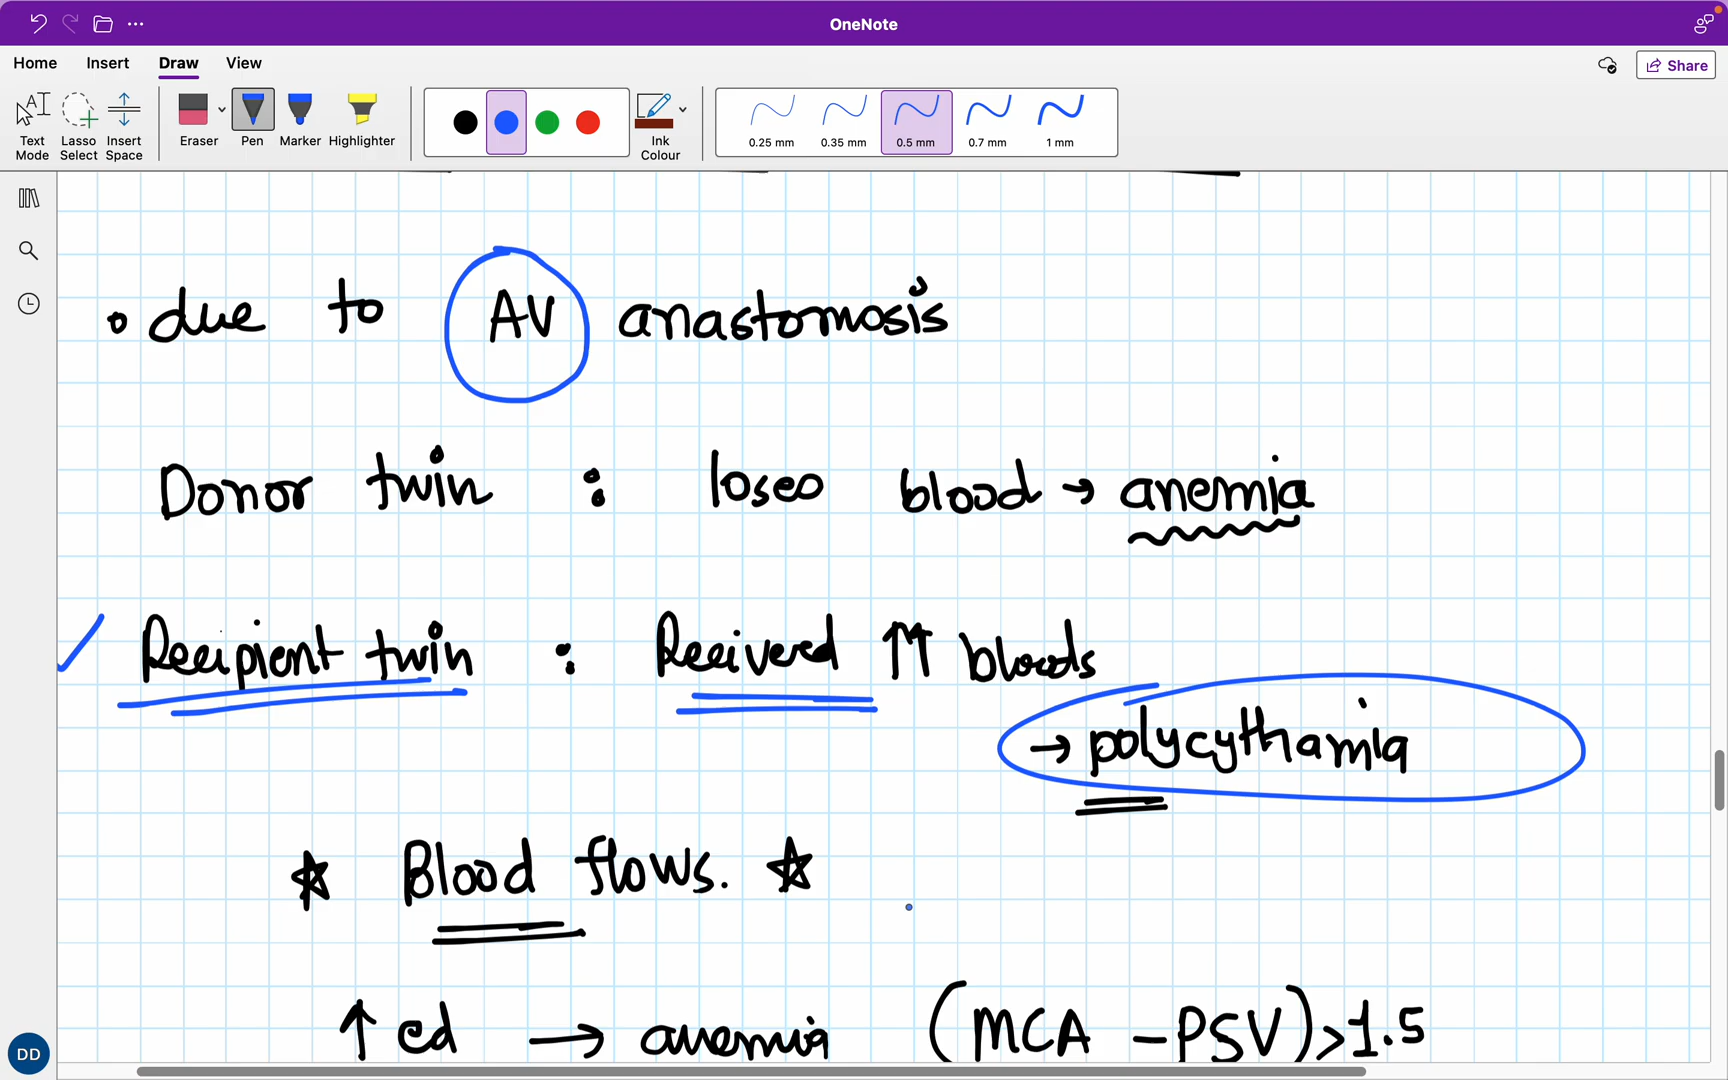 OneNote
Home Insert Draw View
Share
Text Mode
Lasso Select
Insert Space
Eraser
Pen
Marker
Highlighter
Ink Colour
0.25 mm
0.35 mm
0.5 mm
0.7 mm
1 mm
• due to AV anastomosis
Donor twin : loses blood → anemia
✓ Recipient twin : Recivered ↑↑ bloods
→ polycythamia
☆ Blood flows. ☆
↑ ed → anemia (MCA - PSV) > 1.5
DD